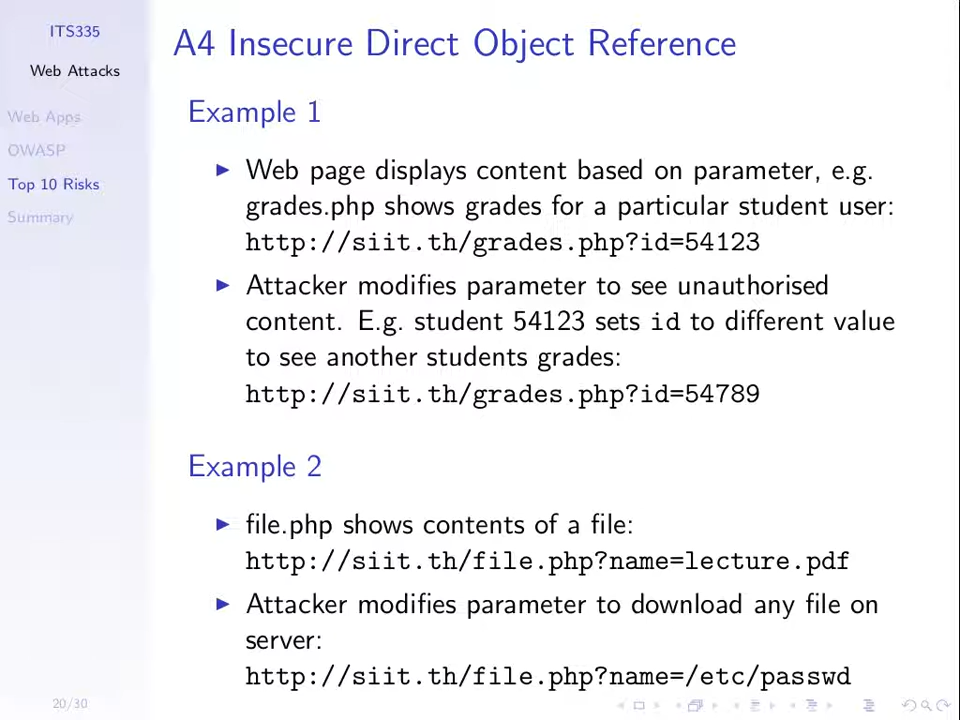 ITS335
Web Attacks
Web Apps
OWASP
Top 10 Risks
Summary
A4 Insecure Direct Object Reference
Example 1
▶ Web page displays content based on parameter, e.g.
grades.php shows grades for a particular student user:
http://siit.th/grades.php?id=54123
▶ Attacker modifies parameter to see unauthorised
content. E.g. student 54123 sets id to different value
to see another students grades:
http://siit.th/grades.php?id=54789
Example 2
▶ file.php shows contents of a file:
http://siit.th/file.php?name=lecture.pdf
▶ Attacker modifies parameter to download any file on
server:
http://siit.th/file.php?name=/etc/passwd
20/30